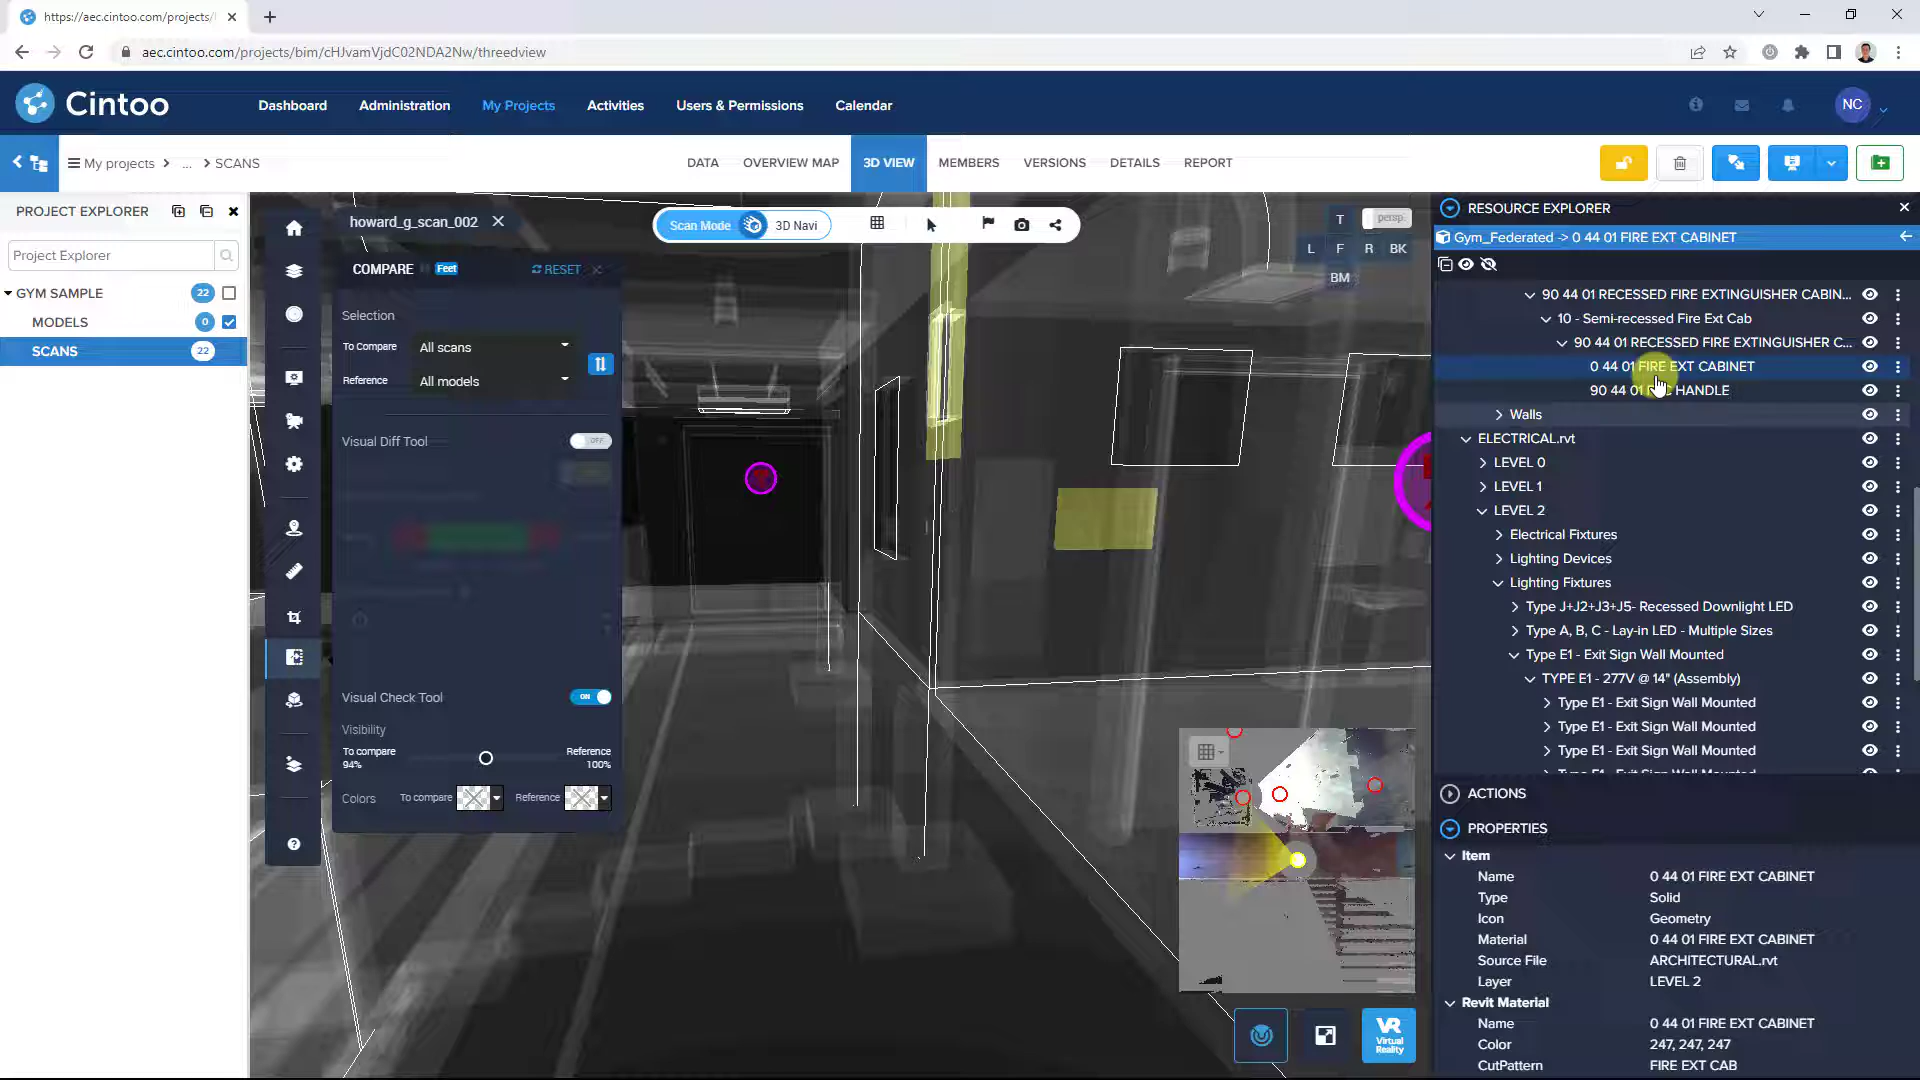 https://aec.cintoo.com/projects/
aec.cintoo.com/projects/bim/cHJvamVjdC02NDA2Nw/threedview
Cintoo
Dashboard
Administration
My Projects
Activities
Users & Permissions
Calendar
NC
My projects
...
SCANS
DATA
OVERVIEW MAP
3D VIEW
MEMBERS
VERSIONS
DETAILS
REPORT
PROJECT EXPLORER
Project Explorer
GYM SAMPLE 22
MODELS 0
SCANS 22
howard_g_scan_002
COMPARE Feet RESET
Selection
To Compare All scans
Reference All models
Visual Diff Tool OFF
Visual Check Tool ON
Visibility
To compare Reference
94% 100%
Colors To compare Reference
Scan Mode 3D Navi
T persp.
L F R BK
BM
VR
Virtual
Reality
RESOURCE EXPLORER
Gym_Federated -> 0 44 01 FIRE EXT CABINET
90 44 01 RECESSED FIRE EXTINGUISHER CABIN...
10 - Semi-recessed Fire Ext Cab
90 44 01 RECESSED FIRE EXTINGUISHER C...
0 44 01 FIRE EXT CABINET
90 44 01 HANDLE
Walls
ELECTRICAL.rvt
LEVEL 0
LEVEL 1
LEVEL 2
Electrical Fixtures
Lighting Devices
Lighting Fixtures
Type J+J2+J3+J5- Recessed Downlight LED
Type A, B, C - Lay-in LED - Multiple Sizes
Type E1 - Exit Sign Wall Mounted
TYPE E1 - 277V @ 14" (Assembly)
Type E1 - Exit Sign Wall Mounted
Type E1 - Exit Sign Wall Mounted
Type E1 - Exit Sign Wall Mounted
ACTIONS
PROPERTIES
Item
Name 0 44 01 FIRE EXT CABINET
Type Solid
Icon Geometry
Material 0 44 01 FIRE EXT CABINET
Source File ARCHITECTURAL.rvt
Layer LEVEL 2
Revit Material
Name 0 44 01 FIRE EXT CABINET
Color 247, 247, 247
CutPattern FIRE EXT CAB